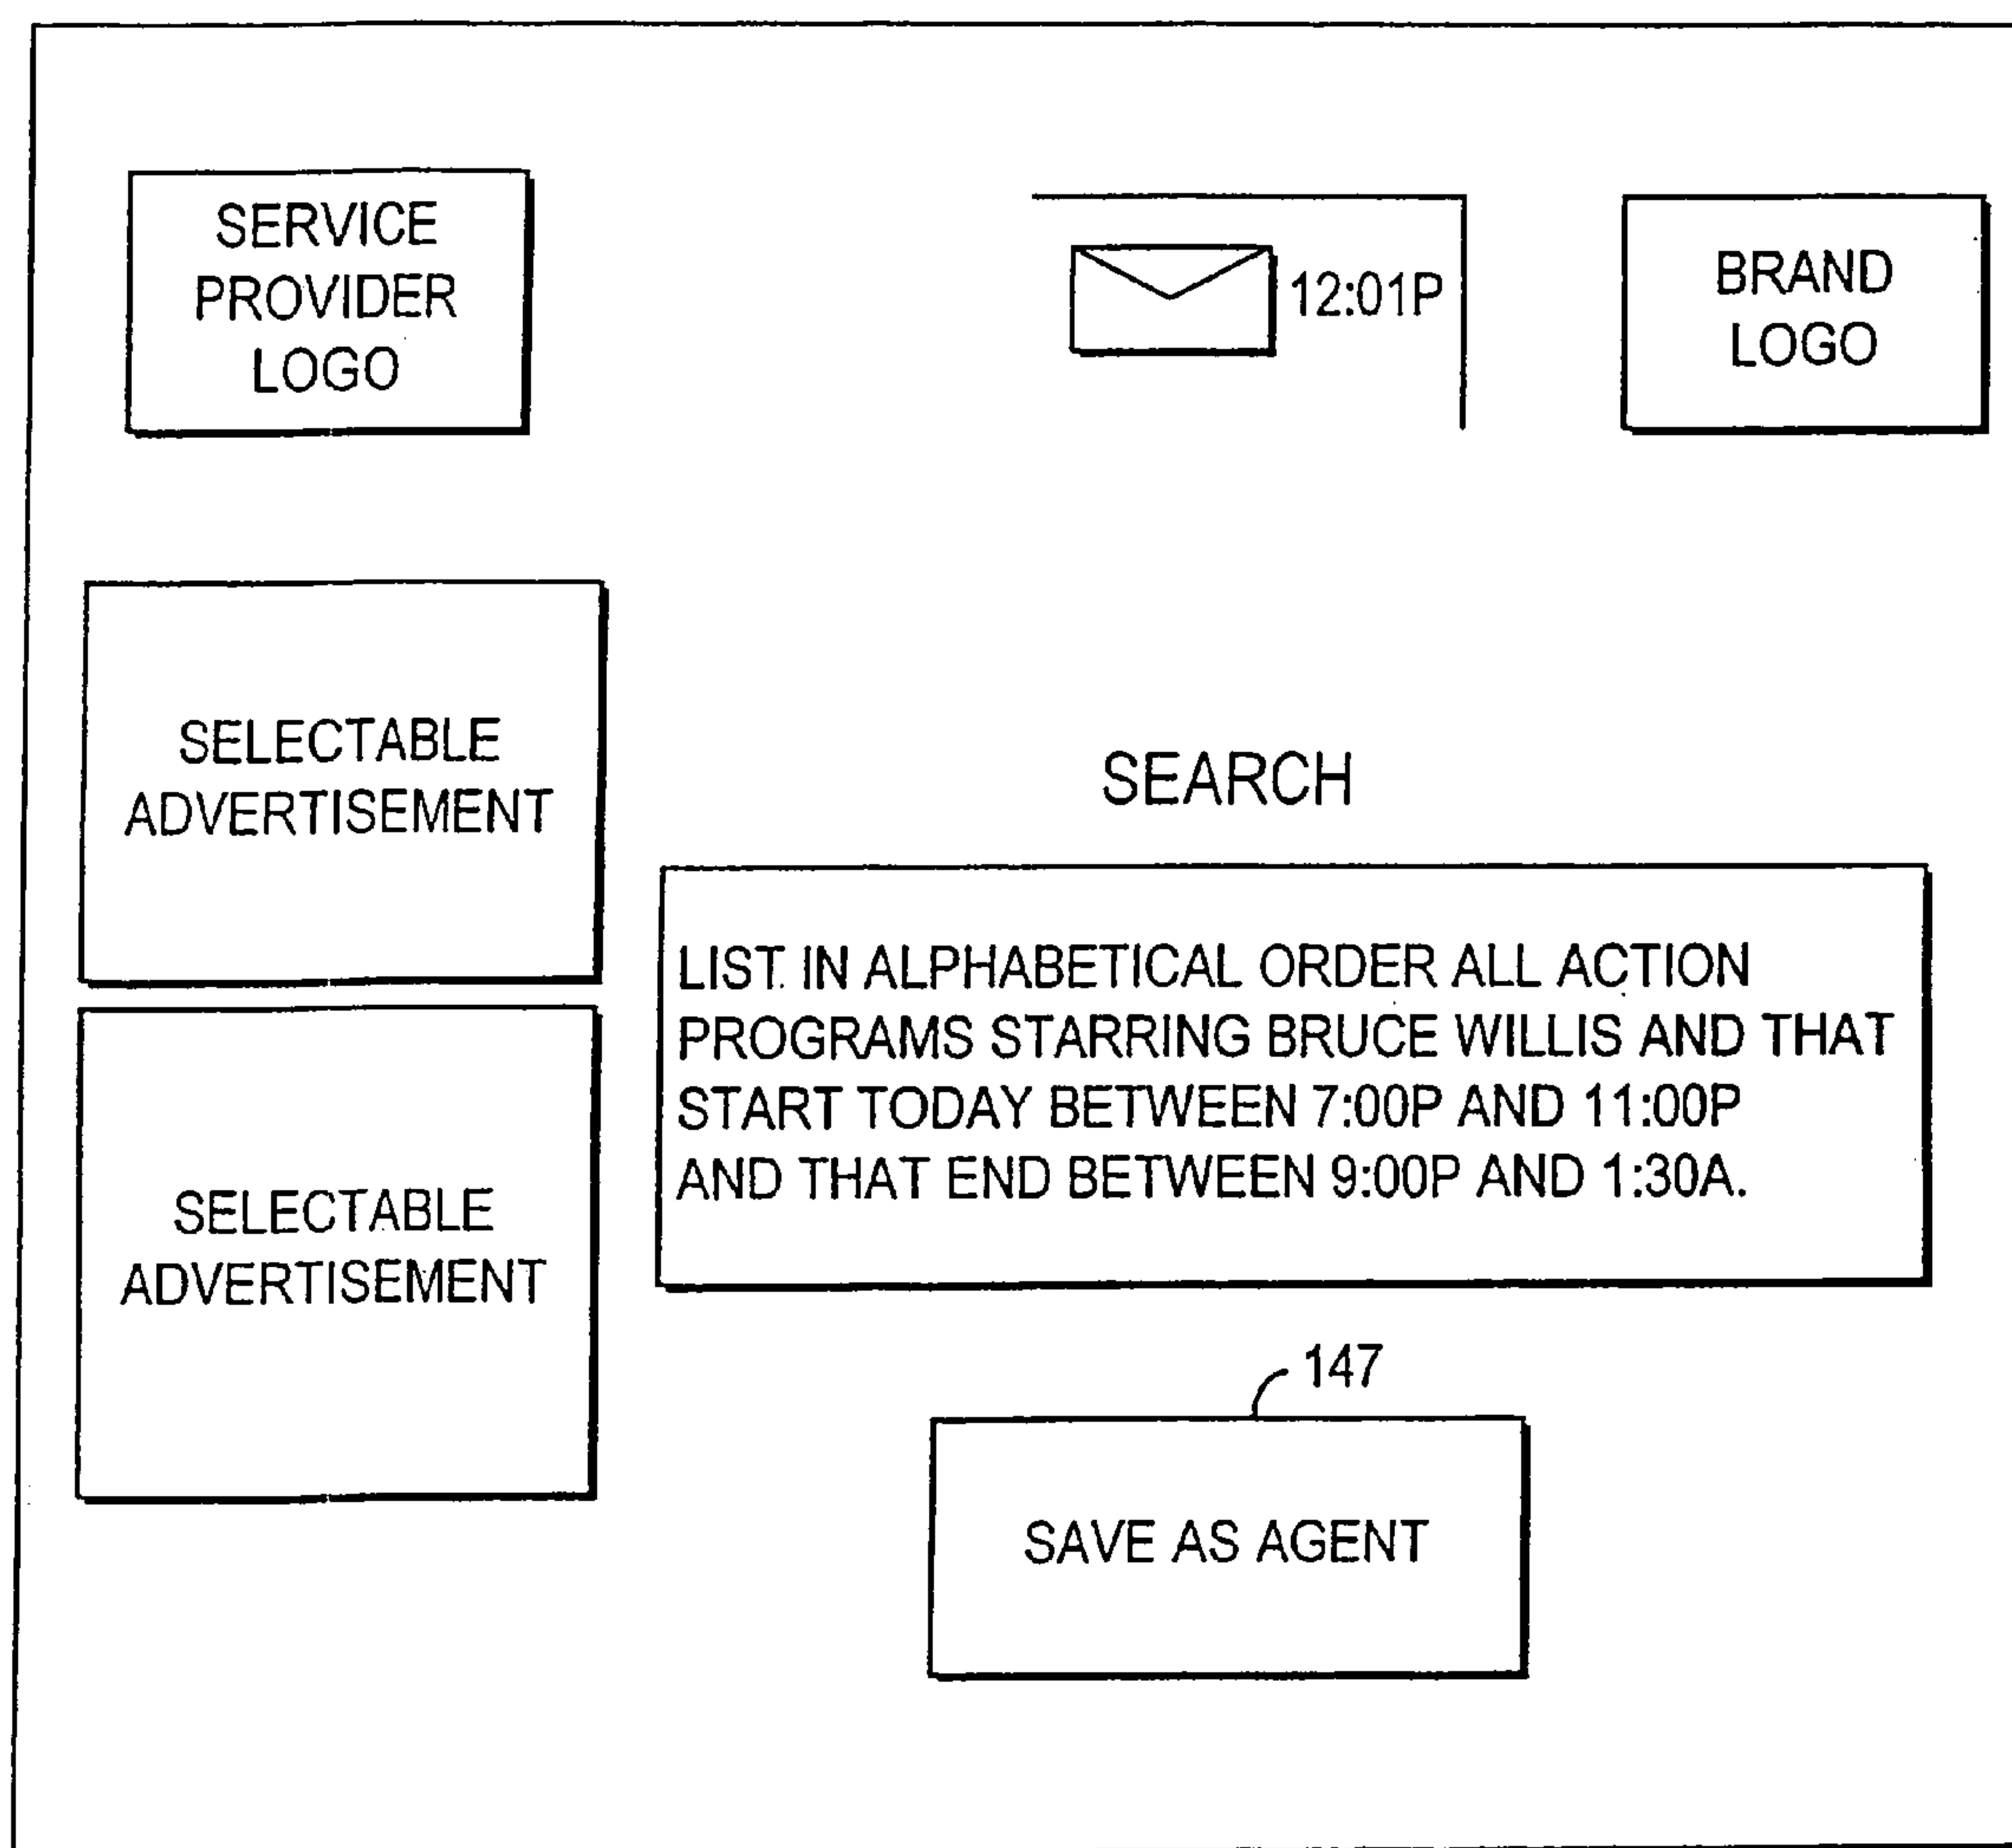 SERVICE
PROVIDER
LOGO
12:01P
BRAND
LOGO
SELECTABLE
ADVERTISEMENT
SEARCH
LIST IN ALPHABETICAL ORDER ALL ACTION
PROGRAMS STARRING BRUCE WILLIS AND THAT
START TODAY BETWEEN 7:00P AND 11:00P
AND THAT END BETWEEN 9:00P AND 1:30A.
SELECTABLE
ADVERTISEMENT
147
SAVE AS AGENT